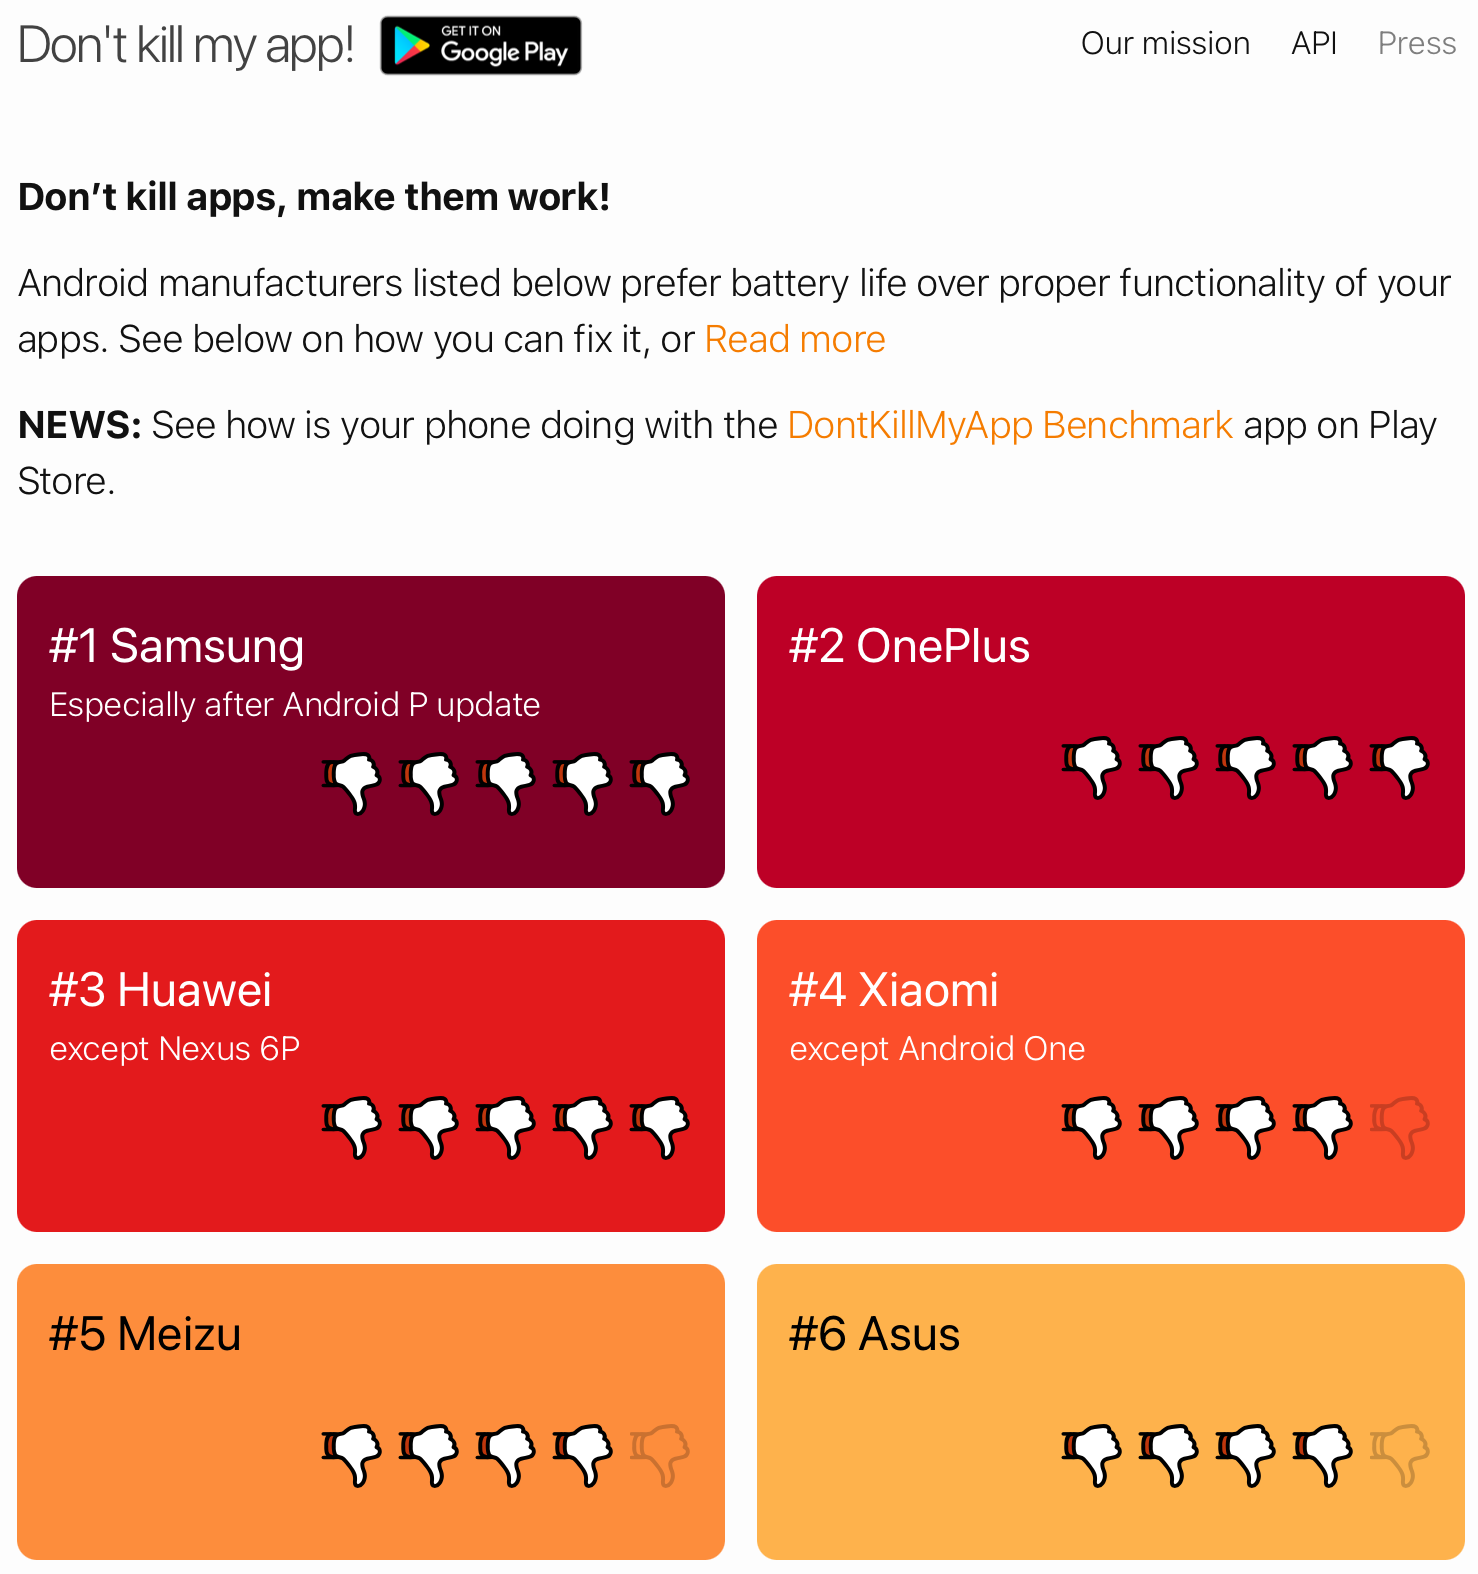 Don't kill my app!
GET IT ON
Google Play
Our mission
API
Press
Don’t kill apps, make them work!
Android manufacturers listed below prefer battery life over proper functionality of your
apps. See below on how you can fix it, or Read more
NEWS: See how is your phone doing with the DontKillMyApp Benchmark app on Play
Store.
#1 Samsung
Especially after Android P update
#2 OnePlus
#3 Huawei
except Nexus 6P
#4 Xiaomi
except Android One
#5 Meizu
#6 Asus